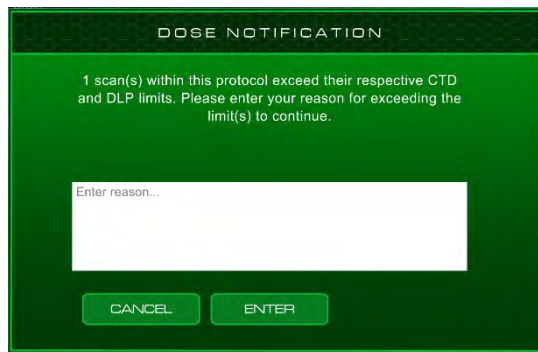 DOSE NOTIFICATION
1 scan(s) within this protocol exceed their respective CTD
and DLP limits. Please enter your reason for exceeding the
limit(s) to continue.
Enter reason...
CANCEL ENTER